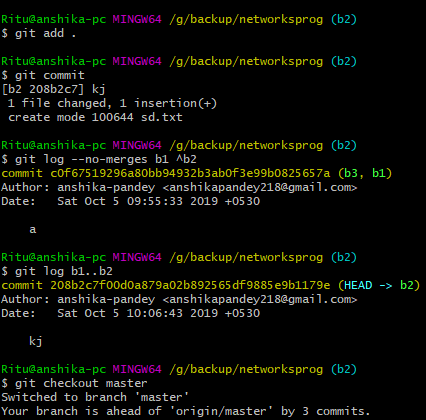 Ritu@anshika-pc MINGW64 /g/backup/networksprog (b2)
$ git add .
Ritu@anshika-pc MINGW64 /g/backup/networksprog (b2)
$ git commit
[b2 208b2c7] kj
1 file changed, 1 insertion(+)
create mode 100644 sd.txt
Ritu@anshika-pc MINGW64 /g/backup/networksprog (b2)
$ git log --no-merges b1 ^b2
commit c0f67519296a80bb94932b3ab0f3e99b0825657a (b3, b1)
Author: anshika-pandey <anshikapandey218@gmail.com>
Date:   Sat Oct 5 09:55:33 2019 +0530
a
Ritu@anshika-pc MINGW64 /g/backup/networksprog (b2)
$ git log b1..b2
commit 208b2c7f00d0a879a02b892565df9885e9b1179e (HEAD -> b2)
Author: anshika-pandey <anshikapandey218@gmail.com>
Date:   Sat Oct 5 10:06:43 2019 +0530
kj
Ritu@anshika-pc MINGW64 /g/backup/networksprog (b2)
$ git checkout master
Switched to branch 'master'
Your branch is ahead of 'origin/master' by 3 commits.